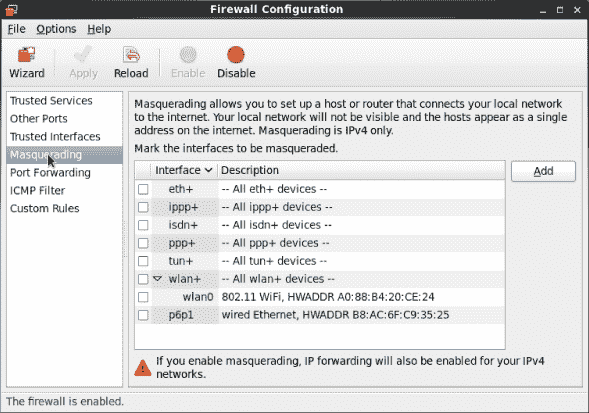 Firewall Configuration
File Options Help
Wizard Apply Reload Enable Disable
Trusted Services
Other Ports
Trusted Interfaces
Masquerading
Port Forwarding
ICMP Filter
Custom Rules
Masquerading allows you to set up a host or router that connects your local network
to the internet. Your local network will not be visible and the hosts appear as a single
address on the internet. Masquerading is IPv4 only.
Mark the interfaces to be masqueraded.
Interface Description
eth+ -- All eth+ devices --
ippp+ -- All ippp+ devices --
isdn+ -- All isdn+ devices --
ppp+ -- All ppp+ devices --
tun+ -- All tun+ devices --
wlan+ -- All wlan+ devices --
wlan0 802.11 WiFi, HWADDR A0:88:B4:20:CE:24
p6p1 wired Ethernet, HWADDR B8:AC:6F:C9:35:25
Add
If you enable masquerading, IP forwarding will also be enabled for your IPv4
networks.
The firewall is enabled.